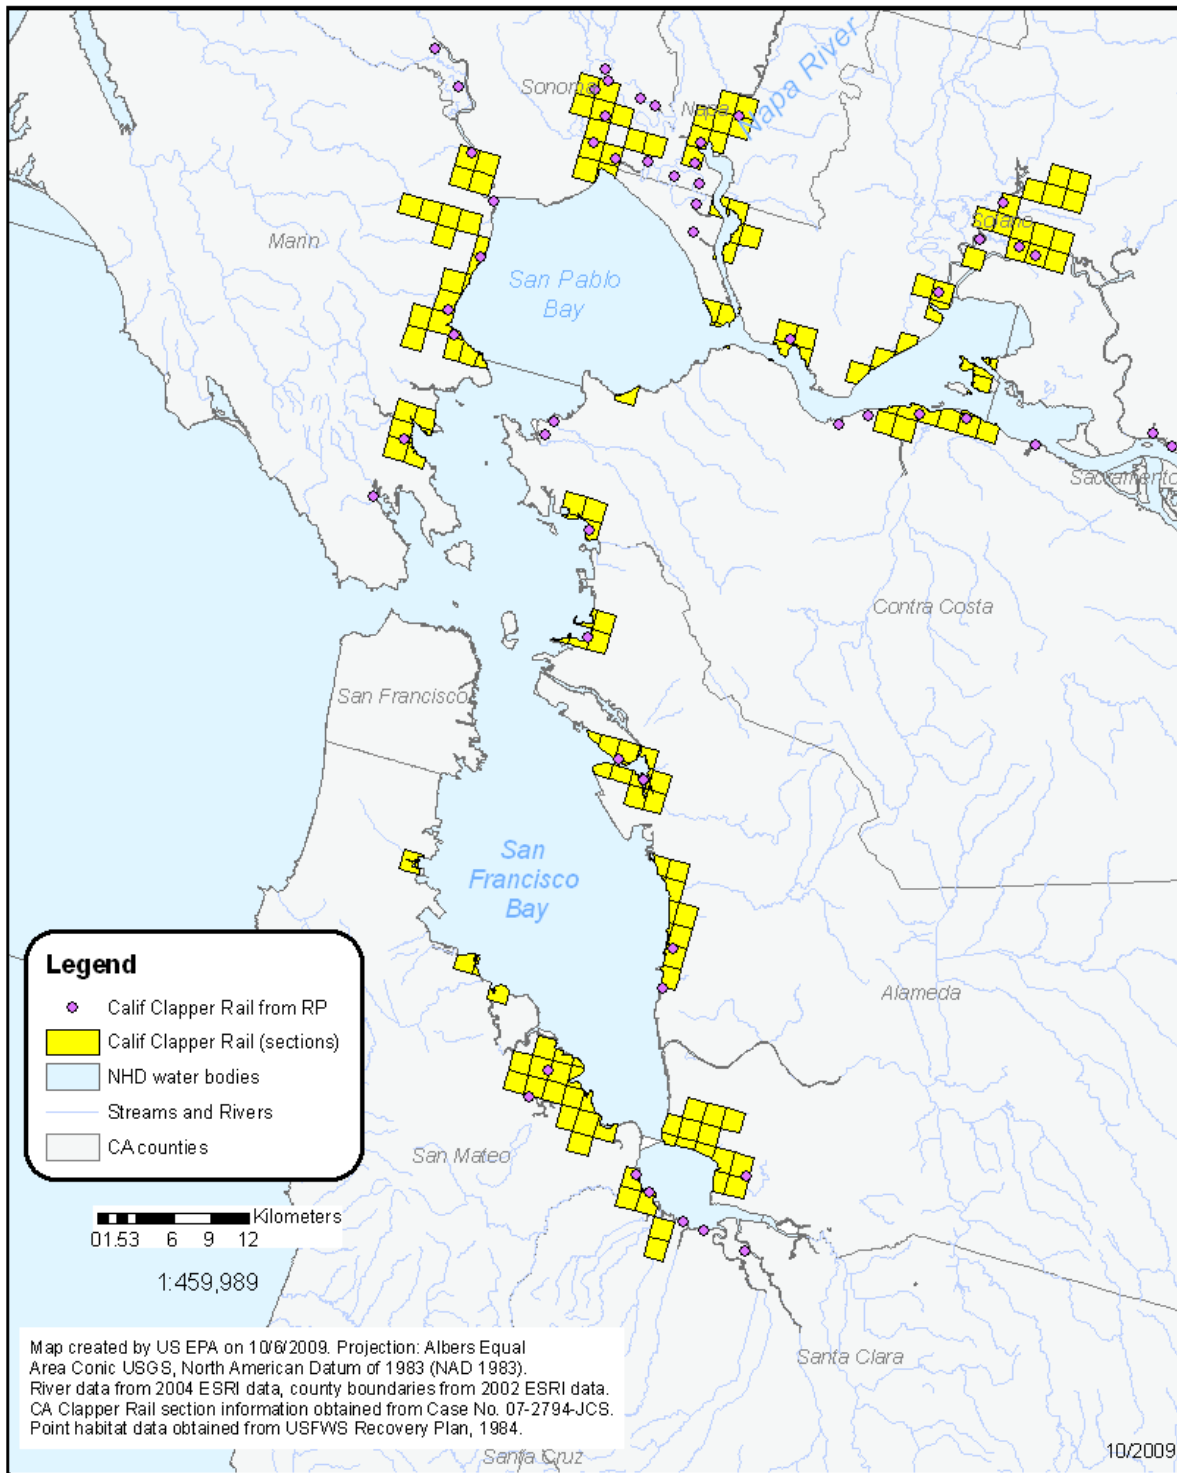 Napa River
Sonoma
Napa
Solano
Marin
San Pablo
Bay
Sacramento
Contra Costa
San Francisco
San
Francisco
Bay
Alameda
Legend
Calif Clapper Rail from RP
Calif Clapper Rail (sections)
NHD water bodies
Streams and Rivers
CA counties
San Mateo
Kilometers
01.53 6 9 12
1:459,989
Santa Clara
Map created by US EPA on 10/6/2009. Projection: Albers Equal
Area Conic USGS, North American Datum of 1983 (NAD 1983).
River data from 2004 ESRI data, county boundaries from 2002 ESRI data.
CA Clapper Rail section information obtained from Case No. 07-2794-JCS.
Point habitat data obtained from USFWS Recovery Plan, 1984.
Santa Cruz
10/2009